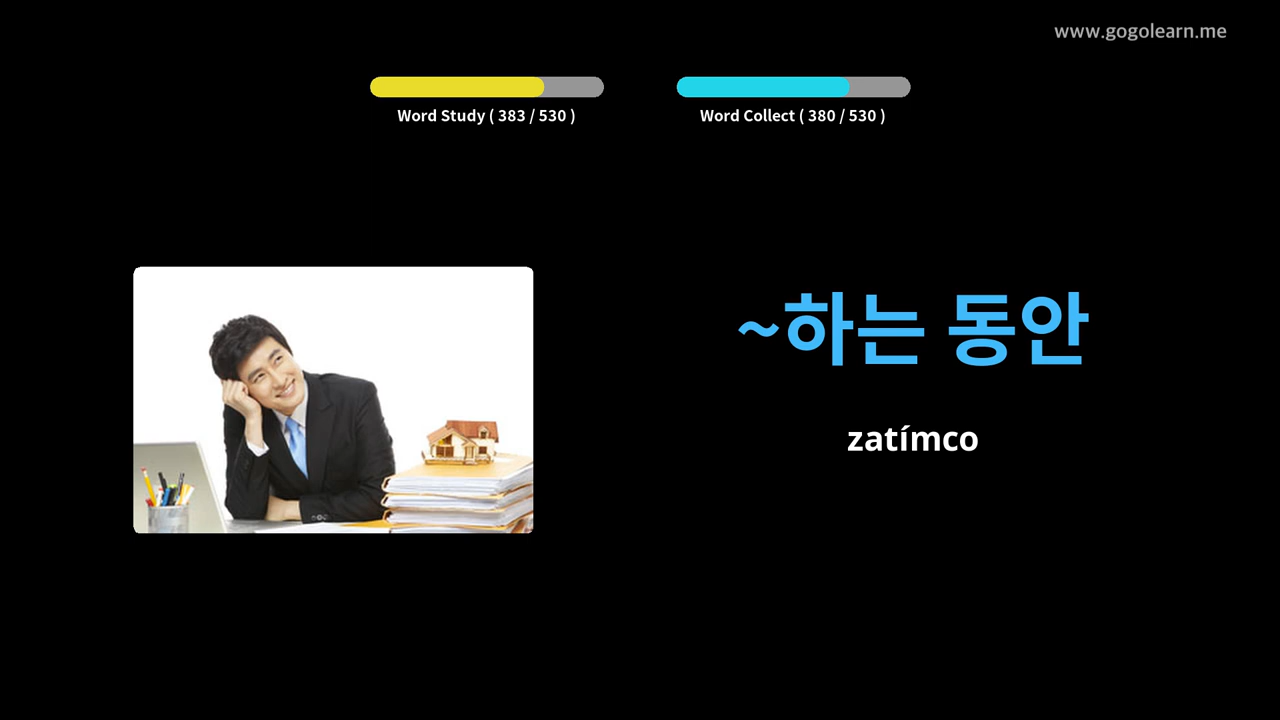 www.gogolearn.me
Word Study ( 383 / 530 )
Word Collect ( 380 / 530 )
~하는 동안
zatímco